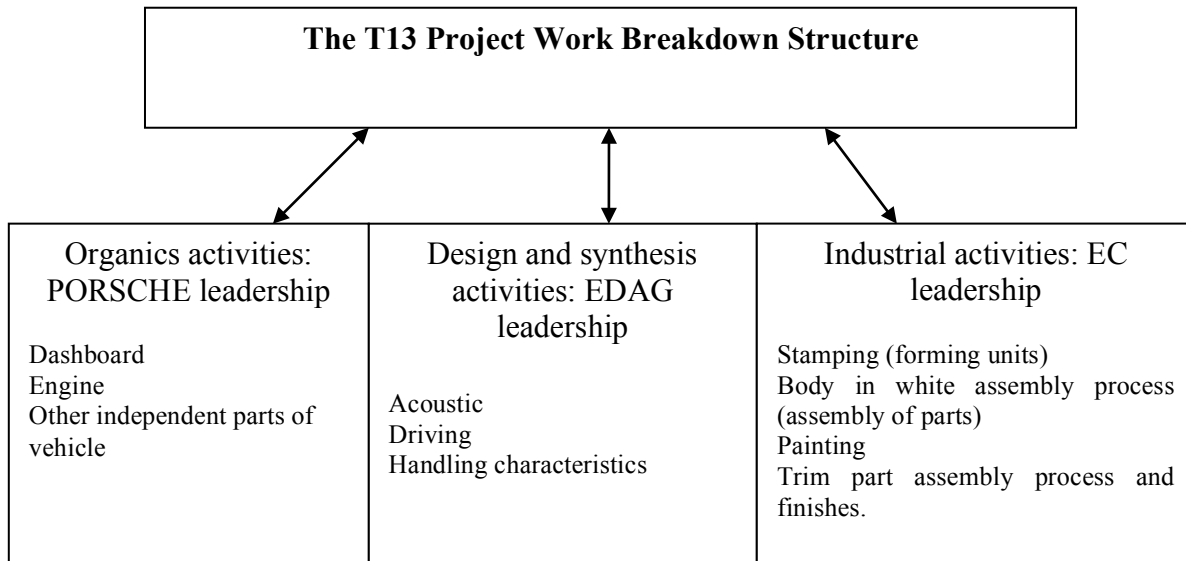 The T13 Project Work Breakdown Structure
Organics activities:
PORSCHE leadership
Dashboard
Engine
Other independent parts of
vehicle
Design and synthesis
activities: EDAG
leadership
Acoustic
Driving
Handling characteristics
Industrial activities: EC
leadership
Stamping (forming units)
Body in white assembly process
(assembly of parts)
Painting
Trim part assembly process and
finishes.